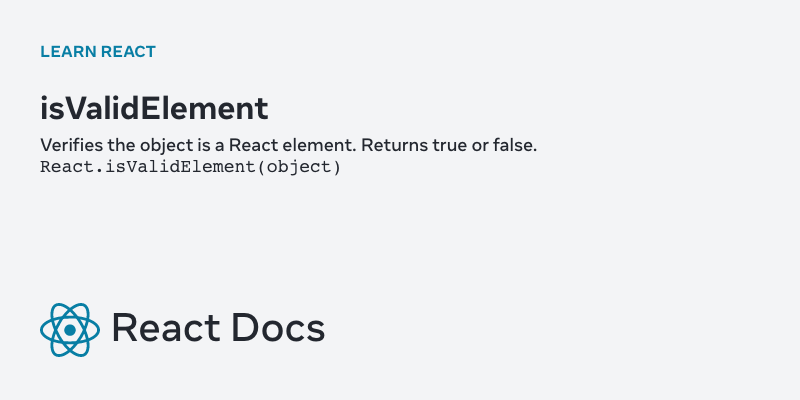 LEARN REACT
isValidElement
Verifies the object is a React element. Returns true or false.
React.isValidElement(object)
React Docs